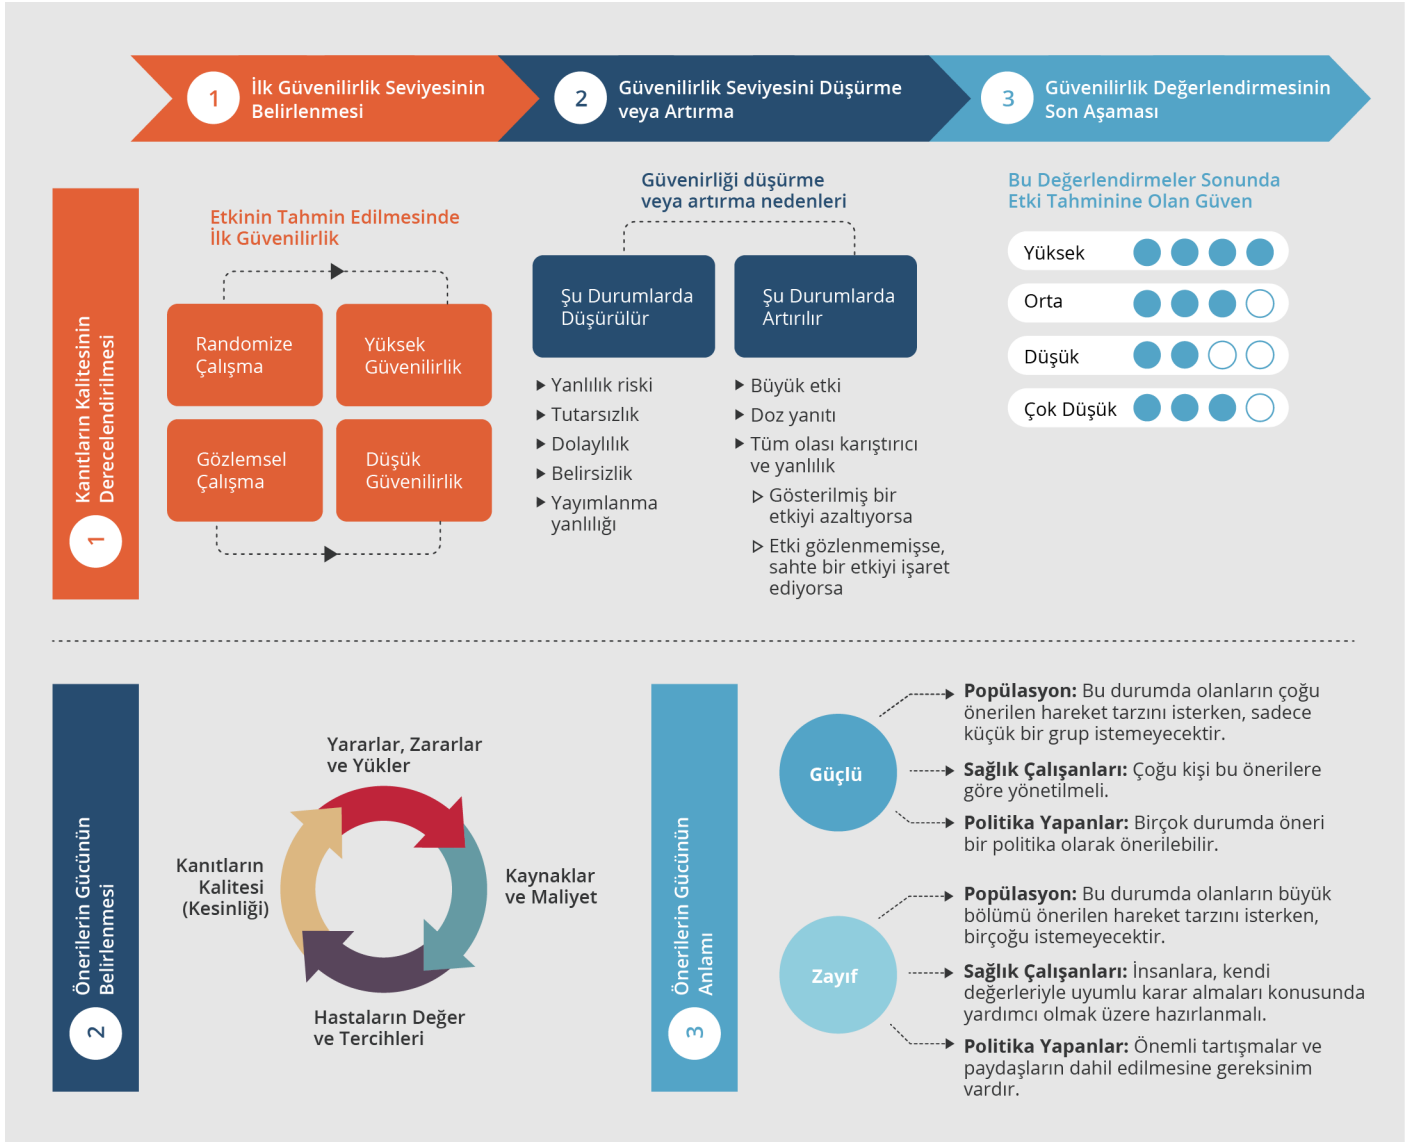 1
İlk Güvenilirlik Seviyesinin
Belirlenmesi
2
Güvenilirlik Seviyesini Düşürme
veya Artırma
3
Güvenilirlik Değerlendirmesinin
Son Aşaması
Kanıtların Kalitesinin
Derecelendirilmesi
1
Etkinin Tahmin Edilmesinde
İlk Güvenilirlik
Randomize
Çalışma
Yüksek
Güvenilirlik
Gözlemsel
Çalışma
Düşük
Güvenilirlik
Güvenirliği düşürme
veya artırma nedenleri
Şu Durumlarda
Düşürülür
Yanlılık riski
Tutarsızlık
Dolaylılık
Belirsizlik
Yayımlanma
yanlılığı
Şu Durumlarda
Artırılır
Büyük etki
Doz yanıtı
Tüm olası karıştırıcı
ve yanlılık
Gösterilmiş bir
etkiyi azaltıyorsa
Etki gözlenmemişse,
sahte bir etkiyi işaret
ediyorsa
Bu Değerlendirmeler Sonunda
Etki Tahminine Olan Güven
Yüksek
Orta
Düşük
Çok Düşük
Önerilerin Gücünün
Belirlenmesi
2
Yararlar, Zararlar
ve Yükler
Kanıtların
Kalitesi
(Kesinliği)
Kaynaklar
ve Maliyet
Hastaların Değer
ve Tercihleri
Önerilerin Gücünün
Anlamı
3
Güçlü
Popülasyon: Bu durumda olanların çoğu
önerilen hareket tarzını isterken, sadece
küçük bir grup istemeyecektir.
Sağlık Çalışanları: Çoğu kişi bu önerilere
göre yönetilmeli.
Politika Yapanlar: Birçok durumda öneri
bir politika olarak önerilebilir.
Zayıf
Popülasyon: Bu durumda olanların büyük
bölümü önerilen hareket tarzını isterken,
birçoğu istemeyecektir.
Sağlık Çalışanları: İnsanlara, kendi
değerleriyle uyumlu karar almaları konusunda
yardımcı olmak üzere hazırlanmalı.
Politika Yapanlar: Önemli tartışmalar ve
paydaşların dahil edilmesine gereksinim
vardır.